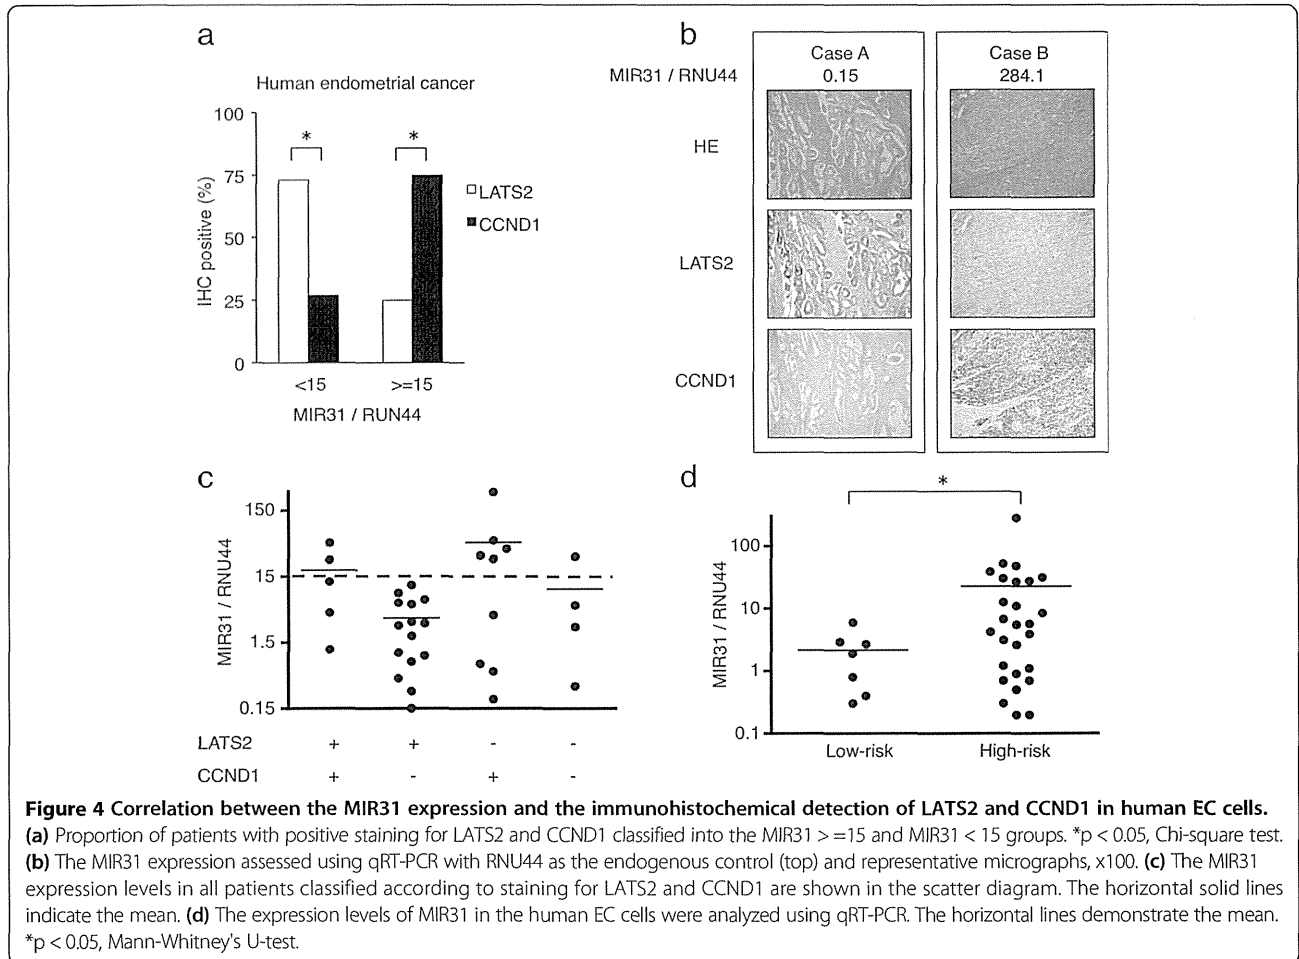 a
Human endometrial cancer
100
75
50
25
0
IHC positive (%)
*
*
LATS2
CCND1
<15
>=15
MIR31 / RUN44
b
MIR31 / RNU44
Case A
0.15
Case B
284.1
HE
LATS2
CCND1
c
MIR31 / RNU44
150
15
1.5
0.15
LATS2 + + - -
CCND1 + - + -
d
*
MIR31 / RNU44
100
10
1
0.1
Low-risk
High-risk
Figure 4 Correlation between the MIR31 expression and the immunohistochemical detection of LATS2 and CCND1 in human EC cells.
(a) Proportion of patients with positive staining for LATS2 and CCND1 classified into the MIR31 > =15 and MIR31 < 15 groups. *p < 0.05, Chi-square test.
(b) The MIR31 expression assessed using qRT-PCR with RNU44 as the endogenous control (top) and representative micrographs, x100. (c) The MIR31
expression levels in all patients classified according to staining for LATS2 and CCND1 are shown in the scatter diagram. The horizontal solid lines
indicate the mean. (d) The expression levels of MIR31 in the human EC cells were analyzed using qRT-PCR. The horizontal lines demonstrate the mean.
*p < 0.05, Mann-Whitney's U-test.